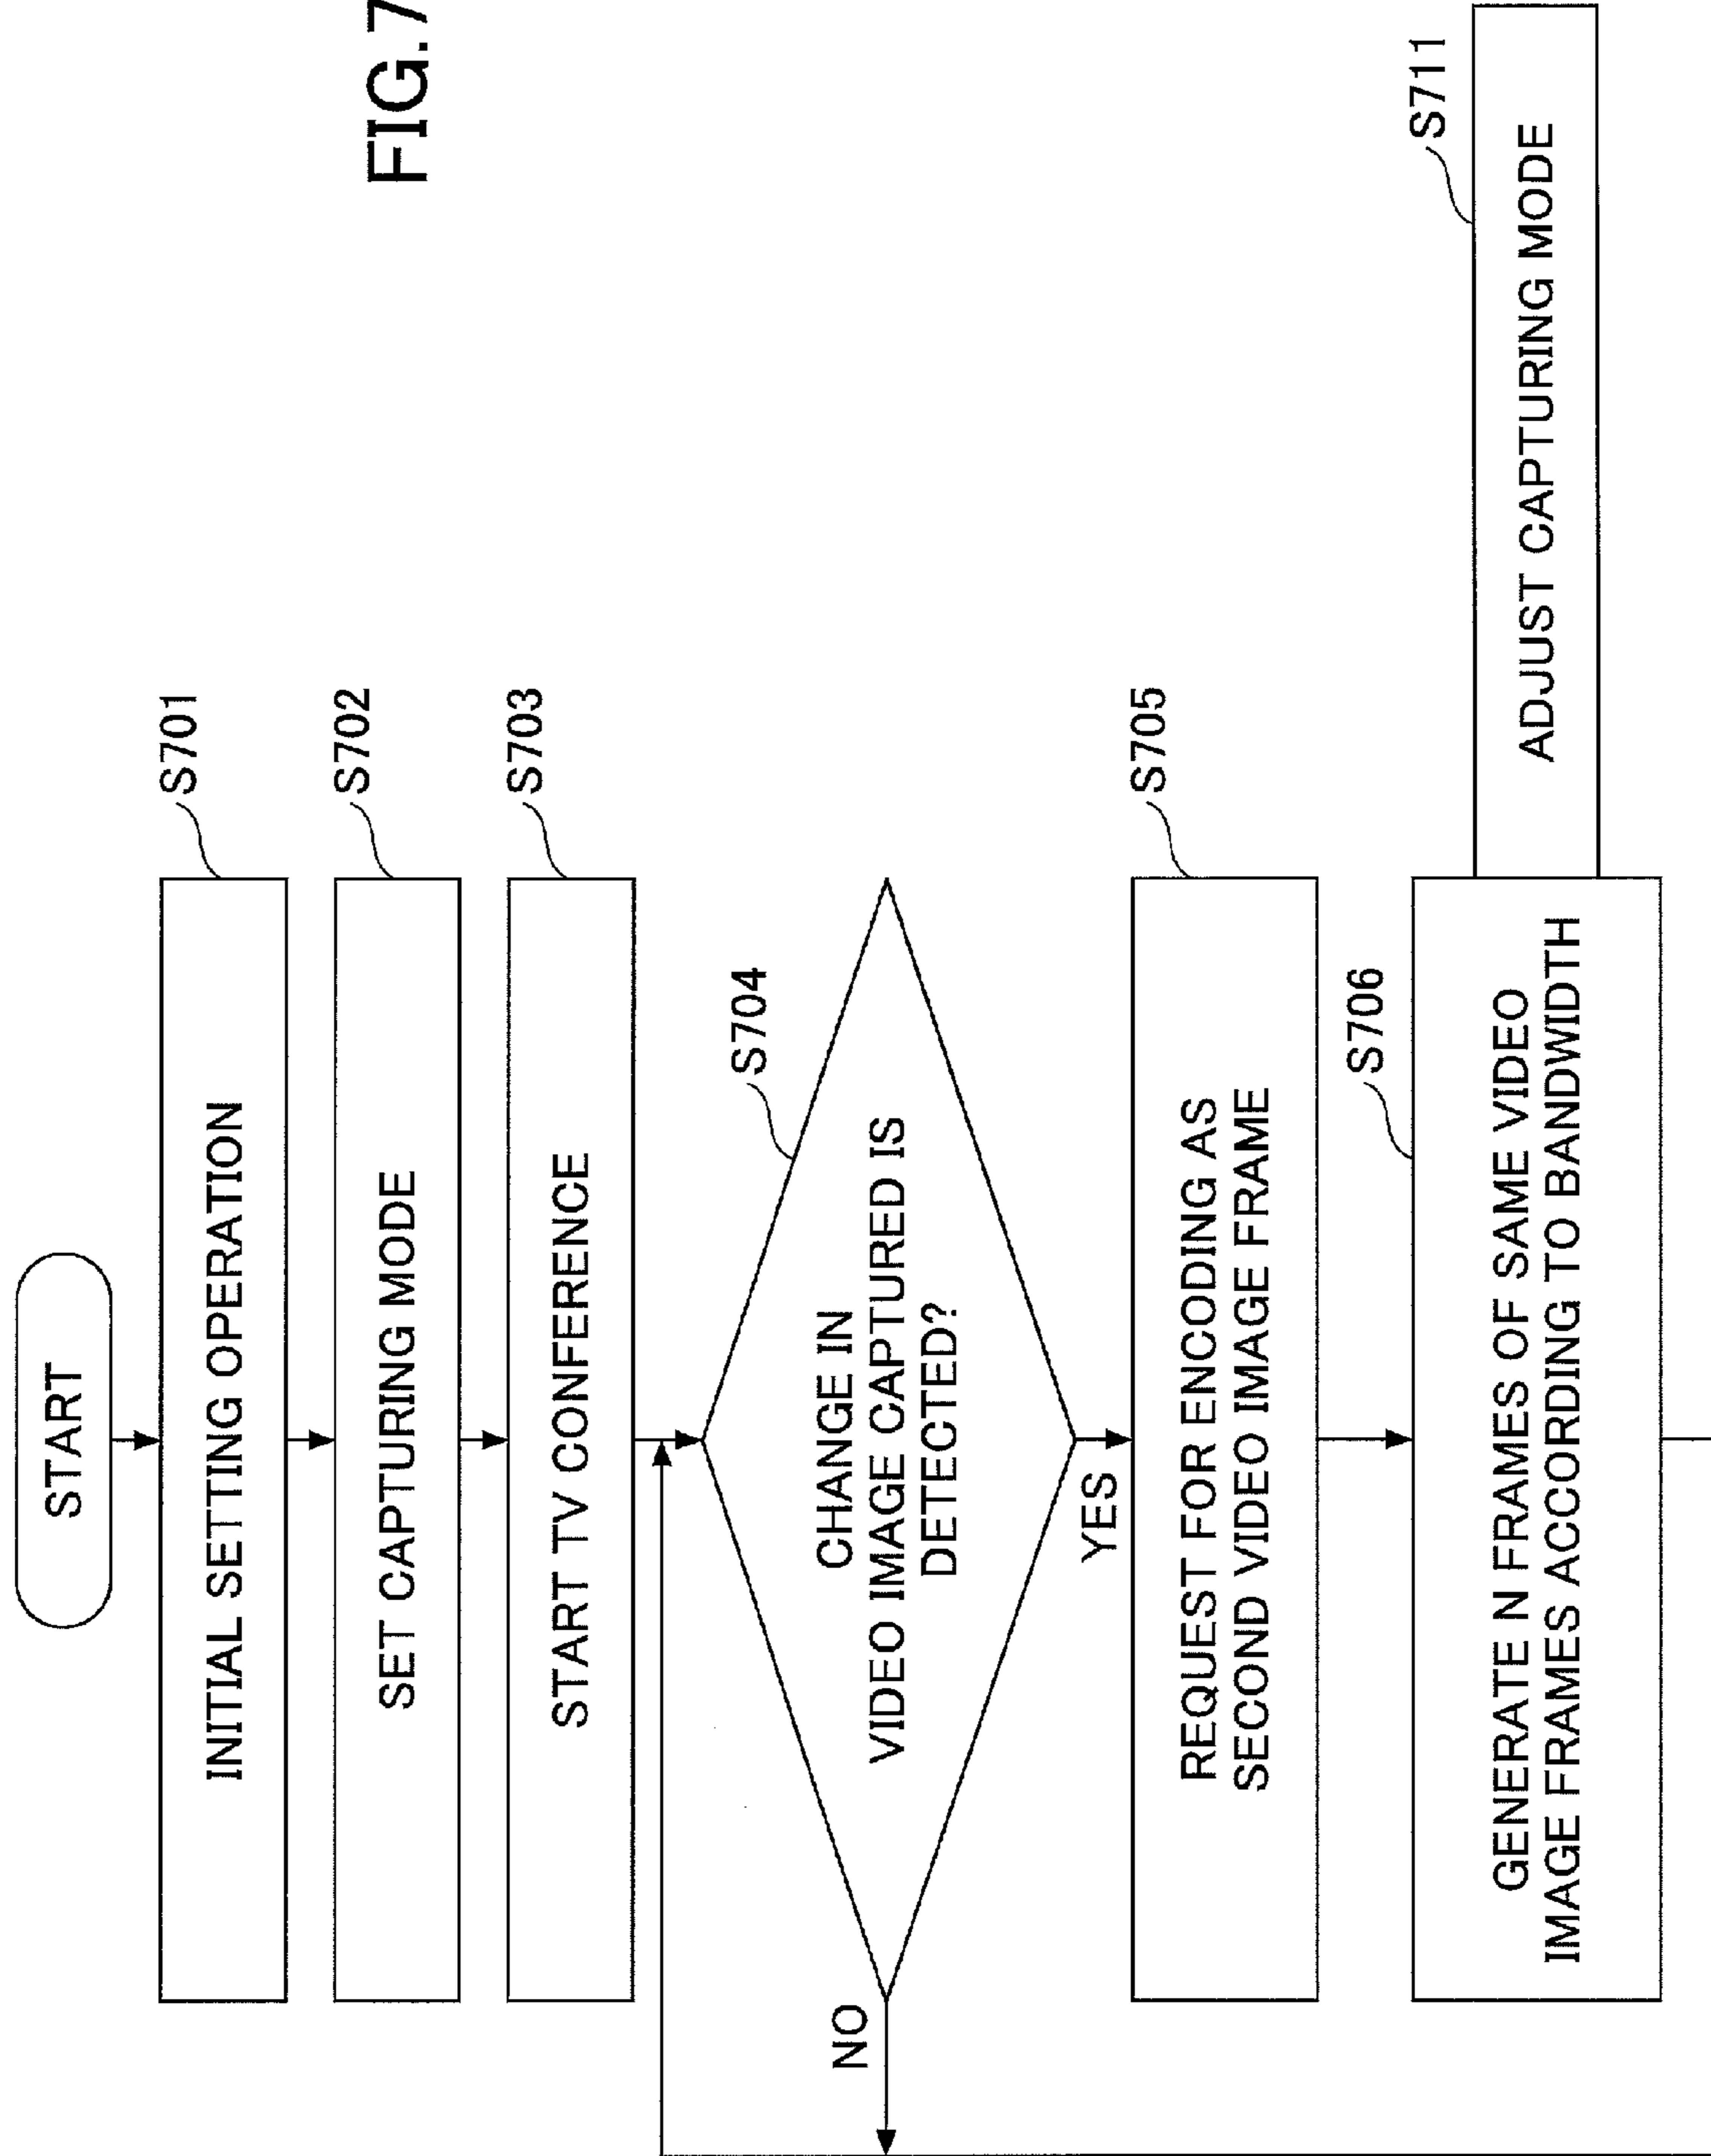 FIG.7
START
INITIAL SETTING OPERATION
S701
SET CAPTURING MODE
S702
START TV CONFERENCE
S703
CHANGE IN
VIDEO IMAGE CAPTURED IS
DETECTED?
S704
NO
YES
REQUEST FOR ENCODING AS
SECOND VIDEO IMAGE FRAME
S705
GENERATE N FRAMES OF SAME VIDEO
IMAGE FRAMES ACCORDING TO BANDWIDTH
S706
ADJUST CAPTURING MODE
S711